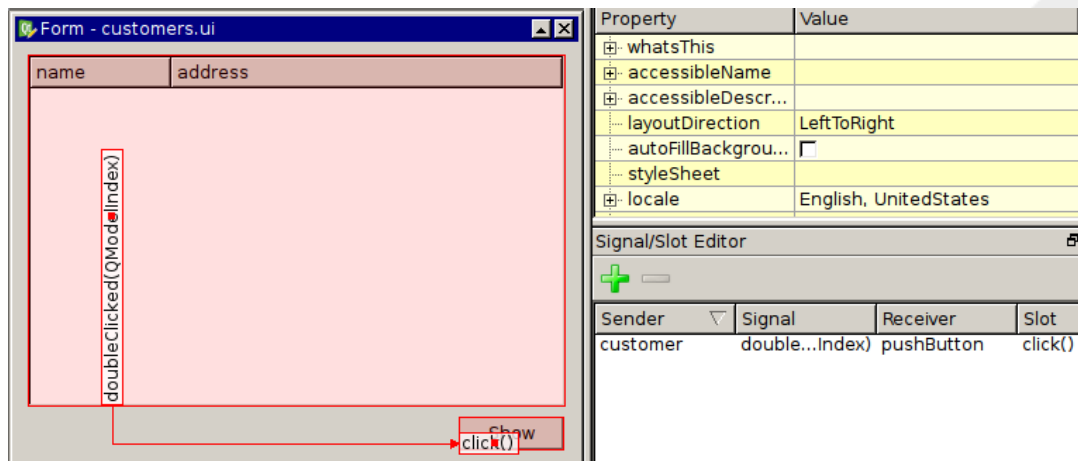 Form - customers.ui
name address
doubleClicked(QModelIndex)
Show
click()
Property Value
whatsThis
accessibleName
accessibleDescr...
layoutDirection LeftToRight
autoFillBackgrou...
styleSheet
locale English, UnitedStates
Signal/Slot Editor
Sender Signal Receiver Slot
customer double...Index) pushButton click()